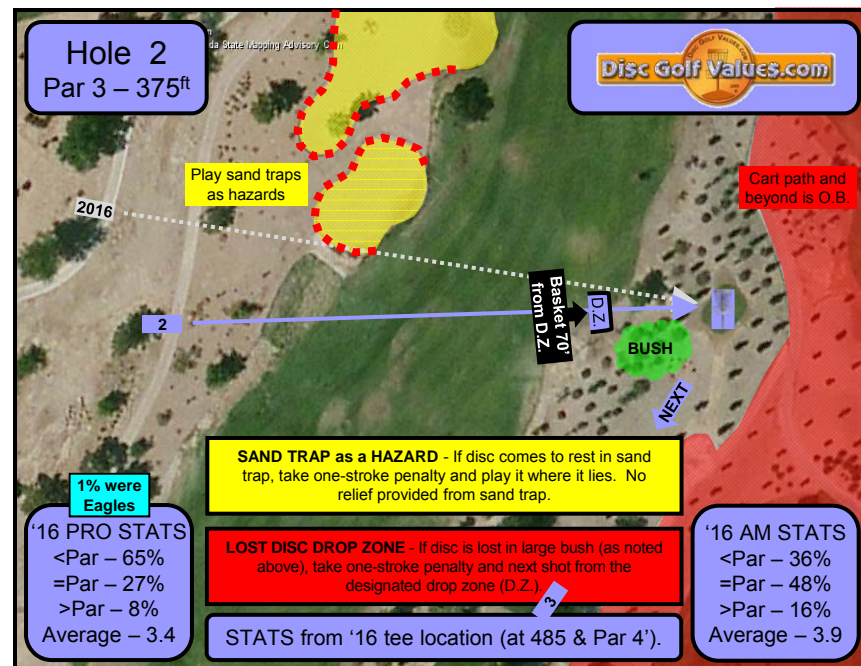 Hole 2
Par 3 – 375ft
da State Mapping Advisory C
Disc Golf Values.com
Play sand traps
as hazards
Cart path and
beyond is O.B.
2016
2
Basket 70'
from D.Z.
D.Z.
BUSH
NEXT
SAND TRAP as a HAZARD - If disc comes to rest in sand
trap, take one-stroke penalty and play it where it lies. No
relief provided from sand trap.
1% were
Eagles
'16 PRO STATS
<Par – 65%
=Par – 27%
>Par – 8%
Average – 3.4
LOST DISC DROP ZONE - If disc is lost in large bush (as noted
above), take one-stroke penalty and next shot from the
designated drop zone (D.Z.).
3
STATS from '16 tee location (at 485 & Par 4').
'16 AM STATS
<Par – 36%
=Par – 48%
>Par – 16%
Average – 3.9